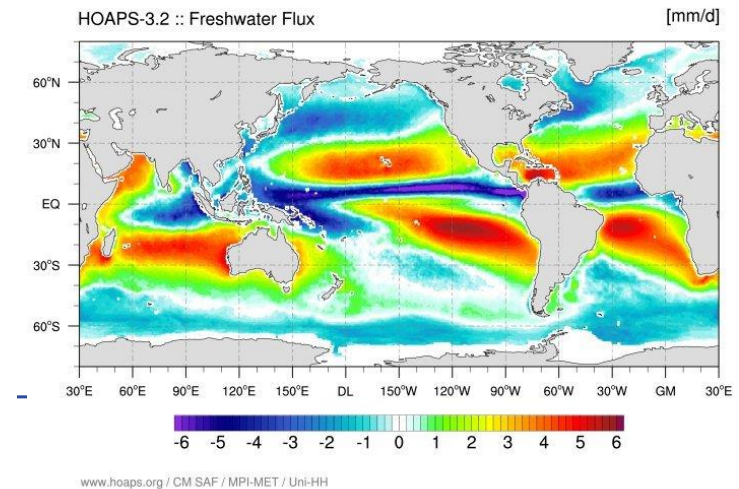 HOAPS-3.2 :: Freshwater Flux [mm/d]
60°N
30°N
EQ
30°S
60°S
30°E 60°E 90°E 120°E 150°E DL 150°W 120°W 90°W 60°W 30°W GM 30°E
-6 -5 -4 -3 -2 -1 0 1 2 3 4 5 6
www.hoaps.org / CM SAF / MPI-MET / Uni-HH